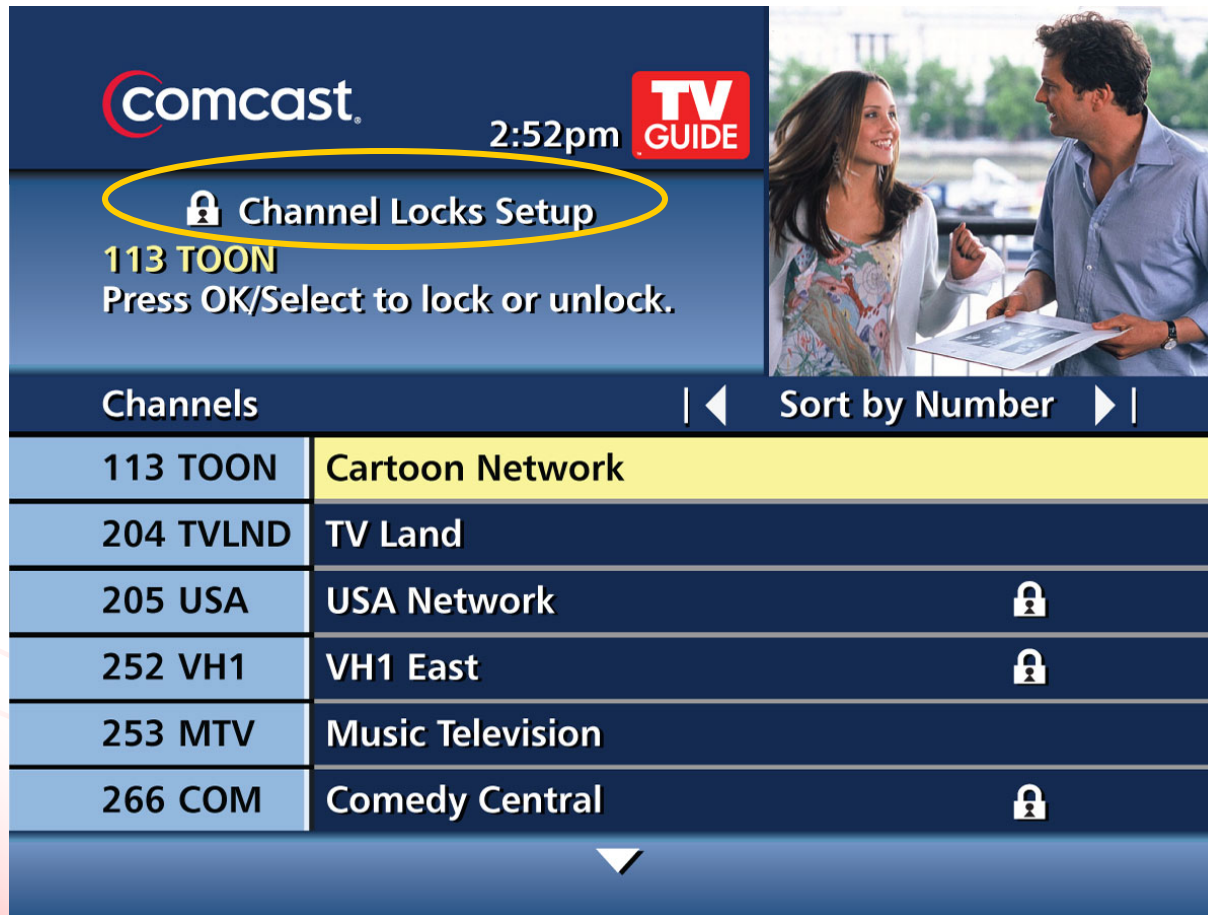 comcast.
2:52pm
TV
GUIDE
Channel Locks Setup
113 TOON
Press OK/Select to lock or unlock.
Channels
Sort by Number
113 TOON Cartoon Network
204 TVLND TV Land
205 USA USA Network
252 VH1 VH1 East
253 MTV Music Television
266 COM Comedy Central